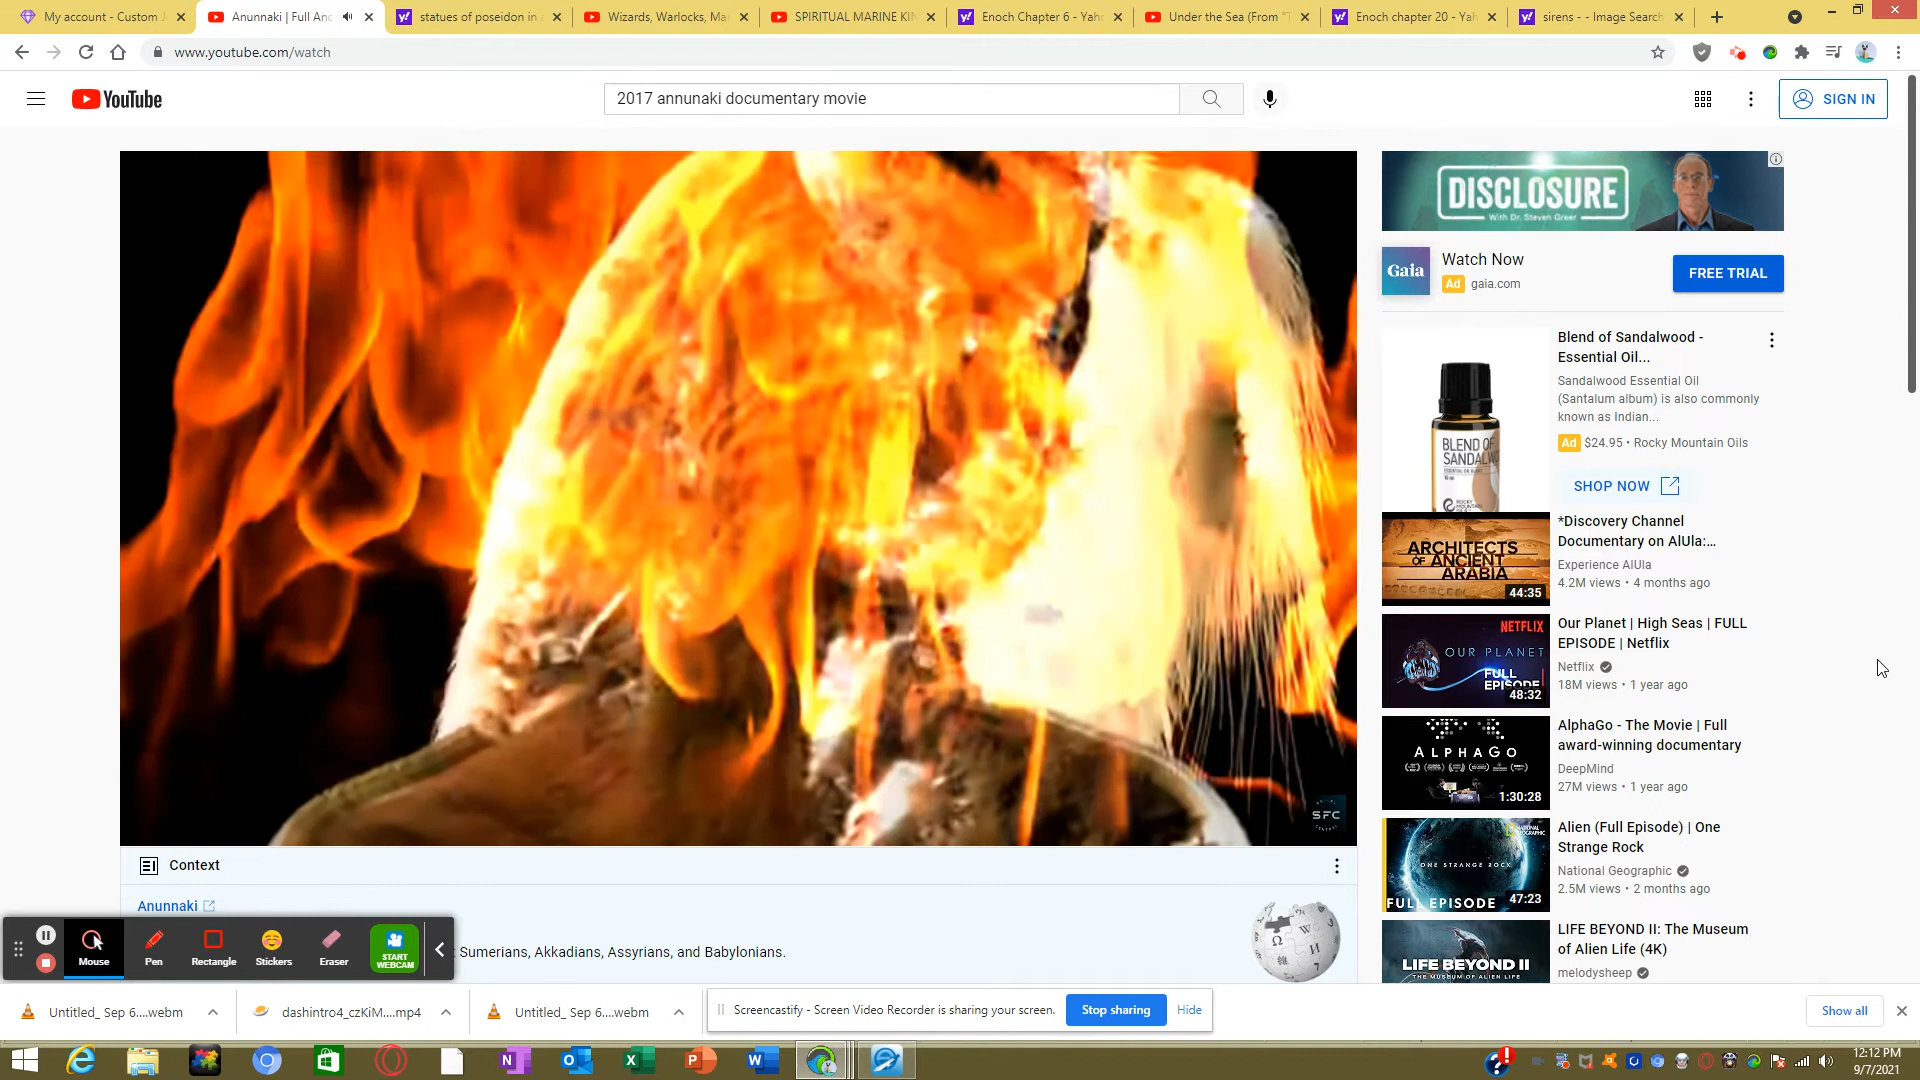 My account - Custom J
Anunnaki | Full Anc
statues of poseidon in a
Wizards, Warlocks, Ma
SPIRITUAL MARINE KIN
Enoch Chapter 6 - Yaho
Under the Sea (From "T
Enoch chapter 20 - Yah
sirens - - Image Search
www.youtube.com/watch
YouTube
2017 annunaki documentary movie
SIGN IN
DISCLOSURE
With Dr. Steven Greer
Gaia
Watch Now
Ad gaia.com
FREE TRIAL
Blend of Sandalwood -
Essential Oil...
Sandalwood Essential Oil
(Santalum album) is also commonly
known as Indian...
Ad $24.95 • Rocky Mountain Oils
BLEND OF
SANDALW
SHOP NOW
ARCHITECTS
OF ANCIENT
ARABIA
44:35
*Discovery Channel
Documentary on AlUla:...
Experience AlUla
4.2M views • 4 months ago
NETFLIX
OUR PLANET
FULL
EPISODE
48:32
Our Planet | High Seas | FULL
EPISODE | Netflix
Netflix
18M views • 1 year ago
ALPHAGO
1:30:28
AlphaGo - The Movie | Full
award-winning documentary
DeepMind
27M views • 1 year ago
ONE STRANGE ROCK
FULL EPISODE
47:23
Alien (Full Episode) | One
Strange Rock
National Geographic
2.5M views • 2 months ago
LIFE BEYOND II
THE MUSEUM OF ALIEN LIFE
LIFE BEYOND II: The Museum
of Alien Life (4K)
melodysheep
SFC
Context
Anunnaki
Sumerians, Akkadians, Assyrians, and Babylonians.
Mouse
Pen
Rectangle
Stickers
Eraser
START
WEBCAM
Untitled_ Sep 6....webm
dashintro4_czKiM....mp4
Untitled_ Sep 6....webm
Screencastify - Screen Video Recorder is sharing your screen.
Stop sharing
Hide
Show all
12:12 PM
9/7/2021